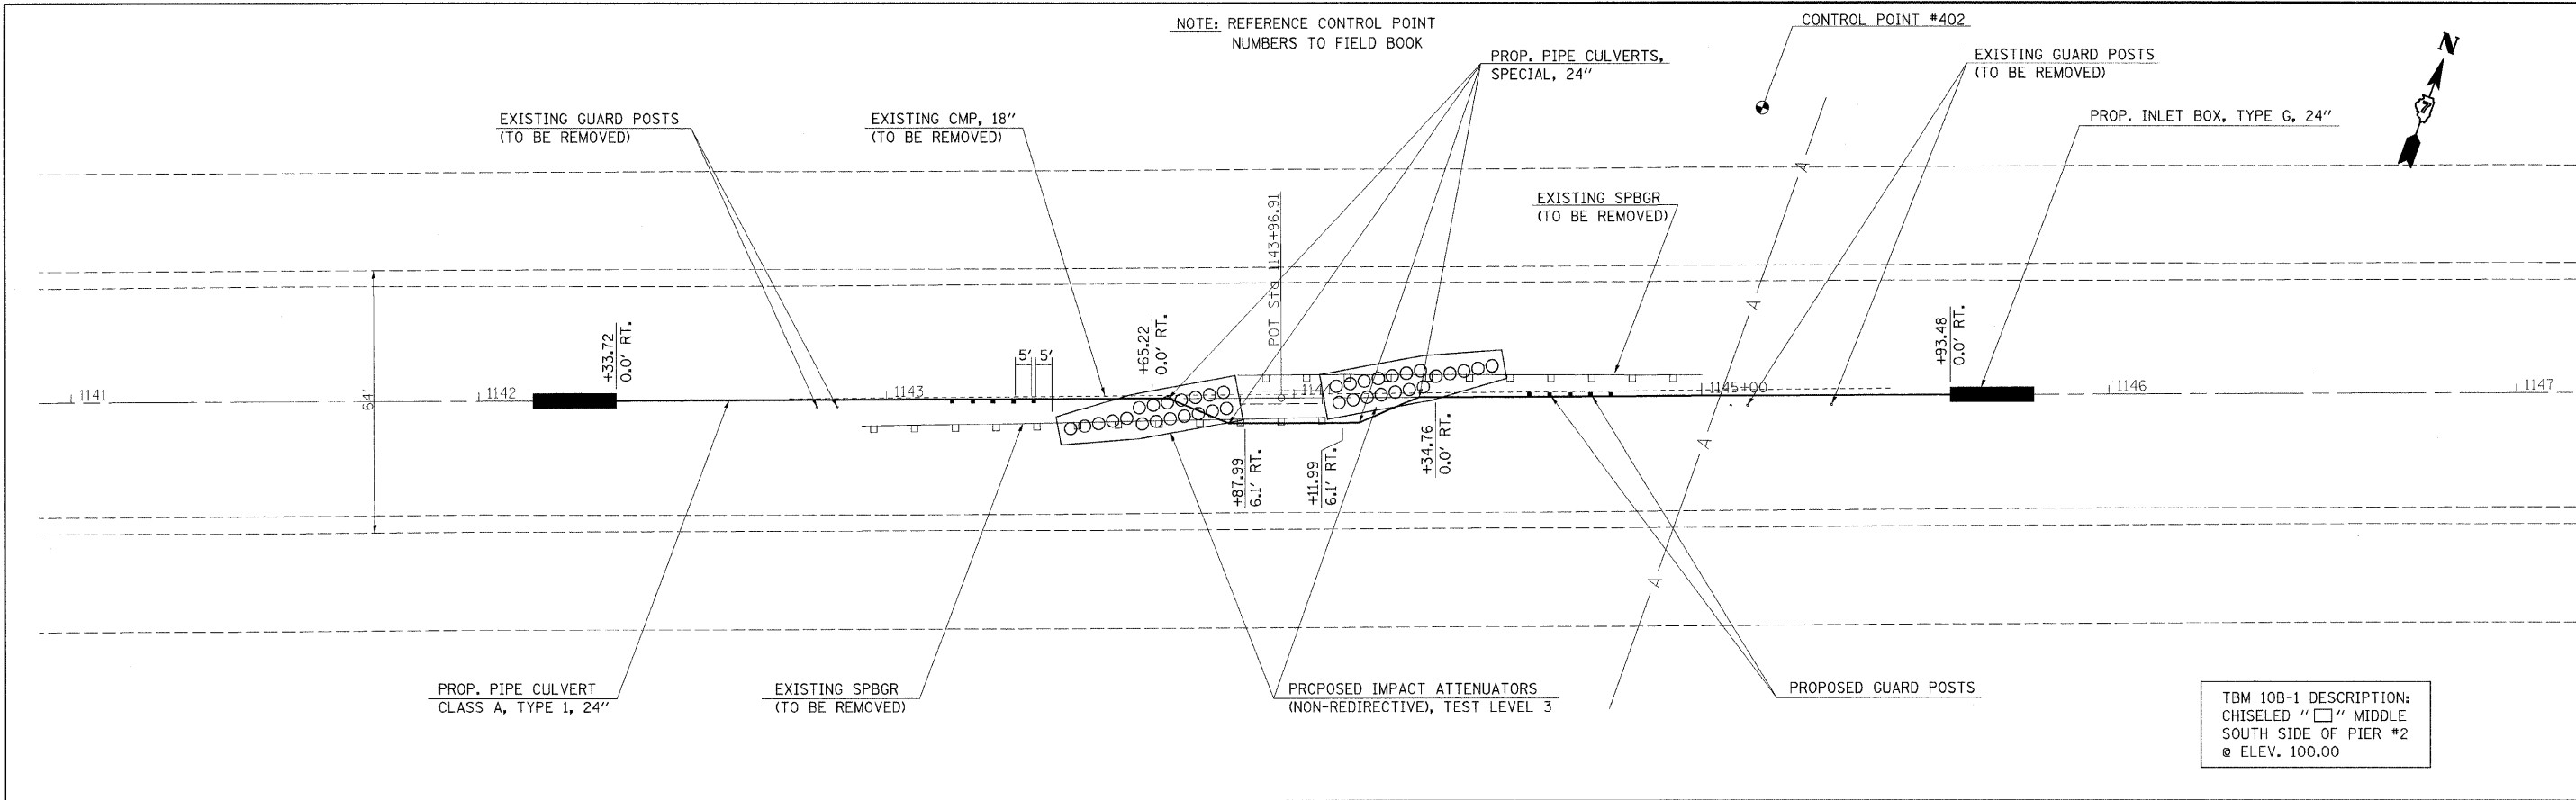 NOTE: REFERENCE CONTROL POINT
NUMBERS TO FIELD BOOK
CONTROL POINT #402
N
7
PROP. PIPE CULVERTS,
SPECIAL, 24"
EXISTING GUARD POSTS
(TO BE REMOVED)
EXISTING GUARD POSTS
(TO BE REMOVED)
EXISTING CMP, 18"
(TO BE REMOVED)
PROP. INLET BOX, TYPE G, 24"
EXISTING SPBGR
(TO BE REMOVED)
A
A
A
A
POT Sta 1143+96.91
64'
+33.72
0.0' RT.
5' 5'
+65.22
0.0' RT.
+93.48
0.0' RT.
1141
1142
1143
1144
1145+00
1146
1147
+87.99
6.1' RT.
+11.99
6.1' RT.
+34.76
0.0' RT.
PROP. PIPE CULVERT
CLASS A, TYPE 1, 24"
EXISTING SPBGR
(TO BE REMOVED)
PROPOSED IMPACT ATTENUATORS
(NON-REDIRECTIVE), TEST LEVEL 3
PROPOSED GUARD POSTS
TBM 10B-1 DESCRIPTION:
CHISELED "□" MIDDLE
SOUTH SIDE OF PIER #2
@ ELEV. 100.00